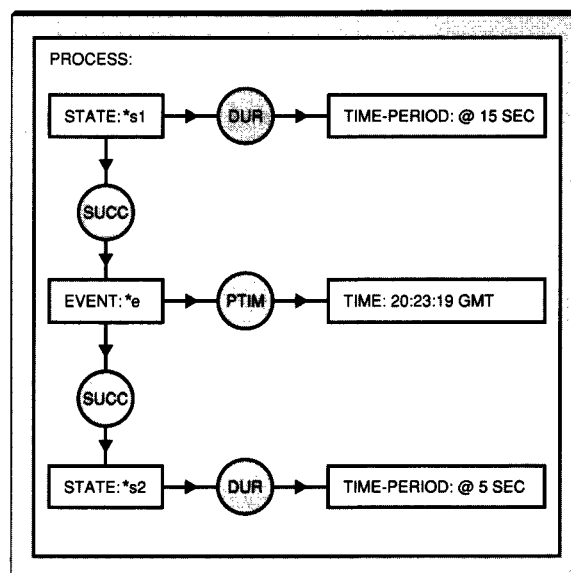 PROCESS:
STATE: *s1 DUR TIME-PERIOD: @ 15 SEC
SUCC
EVENT: *e PTIM TIME: 20:23:19 GMT
SUCC
STATE: *s2 DUR TIME-PERIOD: @ 5 SEC